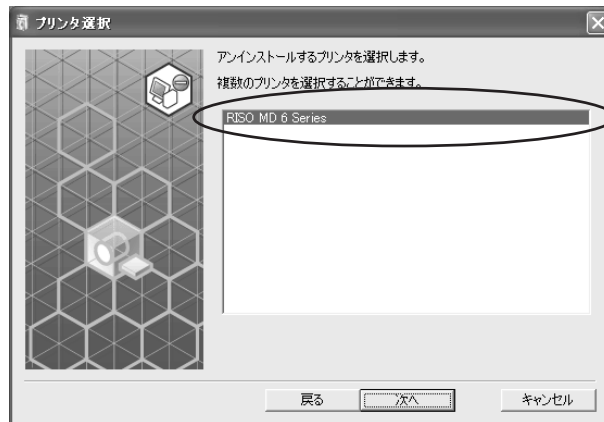 プリンタ選択
アンインストールするプリンタを選択します。
複数のプリンタを選択することができます。
RISO MD 6 Series
戻る
次へ
キャンセル